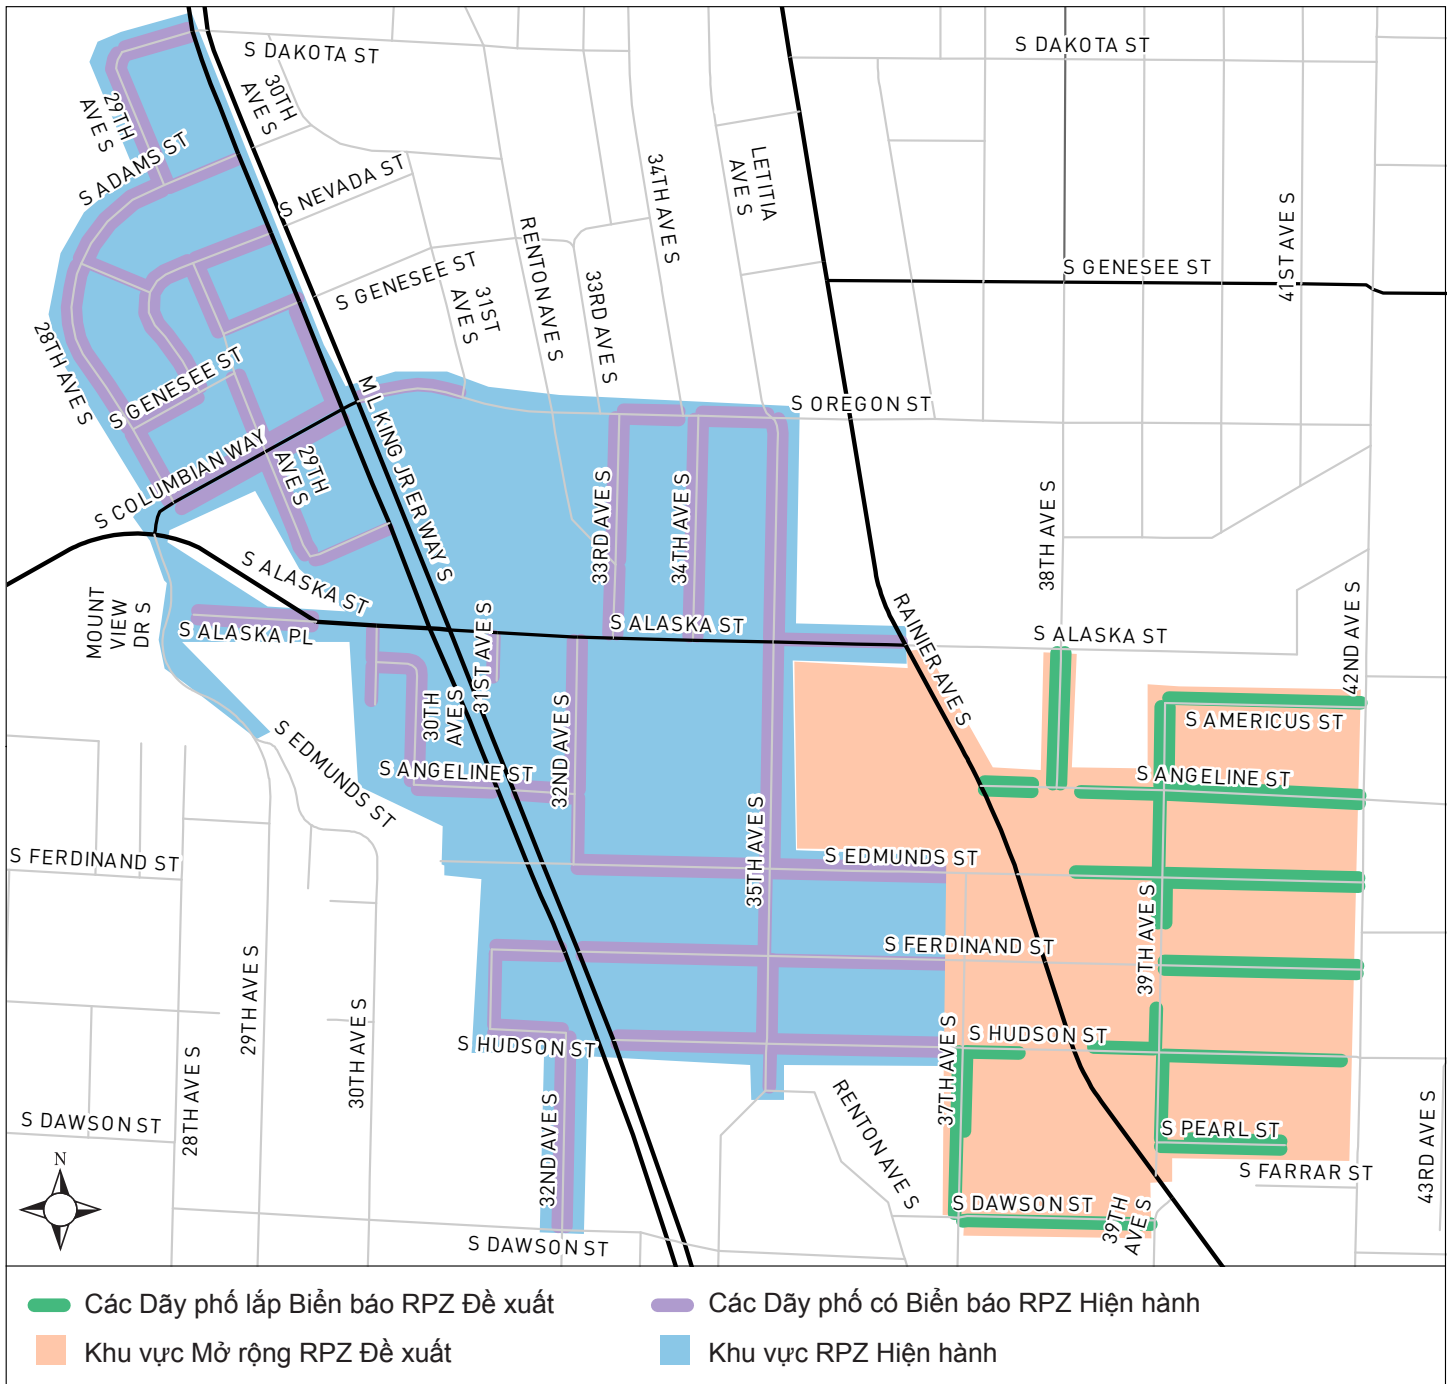 S DAKOTA ST
S DAKOTA ST
30TH
AVE S
29TH
AVE S
S ADAMS ST
S NEVADA ST
34TH AVE S
LETITIA
AVE S
41ST AVE S
RENTON AVE S
S GENESEE ST
S GENESEE ST
31ST
AVE S
33RD AVE S
28TH AVE S
S GENESEE ST
M L KING JR ER WAY S
S OREGON ST
S COLUMBIAN WAY
29TH
AVE S
33RD AVE S
34TH AVE S
38TH AVE S
S ALASKA ST
MOUNT
VIEW
DR S
S ALASKA PL
31ST AVE S
S ALASKA ST
RAINIER AVE S
S ALASKA ST
42ND AVE S
30TH
AVE S
S AMERICUS ST
S EDMUNDS ST
S ANGELINE ST
32ND AVE S
S ANGELINE ST
35TH AVE S
S FERDINAND ST
S EDMUNDS ST
39TH AVE S
29TH AVE S
S FERDINAND ST
28TH AVE S
30TH AVE S
S HUDSON ST
37TH AVE S
S HUDSON ST
S DAWSON ST
32ND AVE S
RENTON AVE S
S PEARL ST
S FARRAR ST
43RD AVE S
N
S DAWSON ST
39TH
AVE S
S DAWSON ST
Các Dãy phố lắp Biển báo RPZ Đề xuất
Các Dãy phố có Biển báo RPZ Hiện hành
Khu vực Mở rộng RPZ Đề xuất
Khu vực RPZ Hiện hành